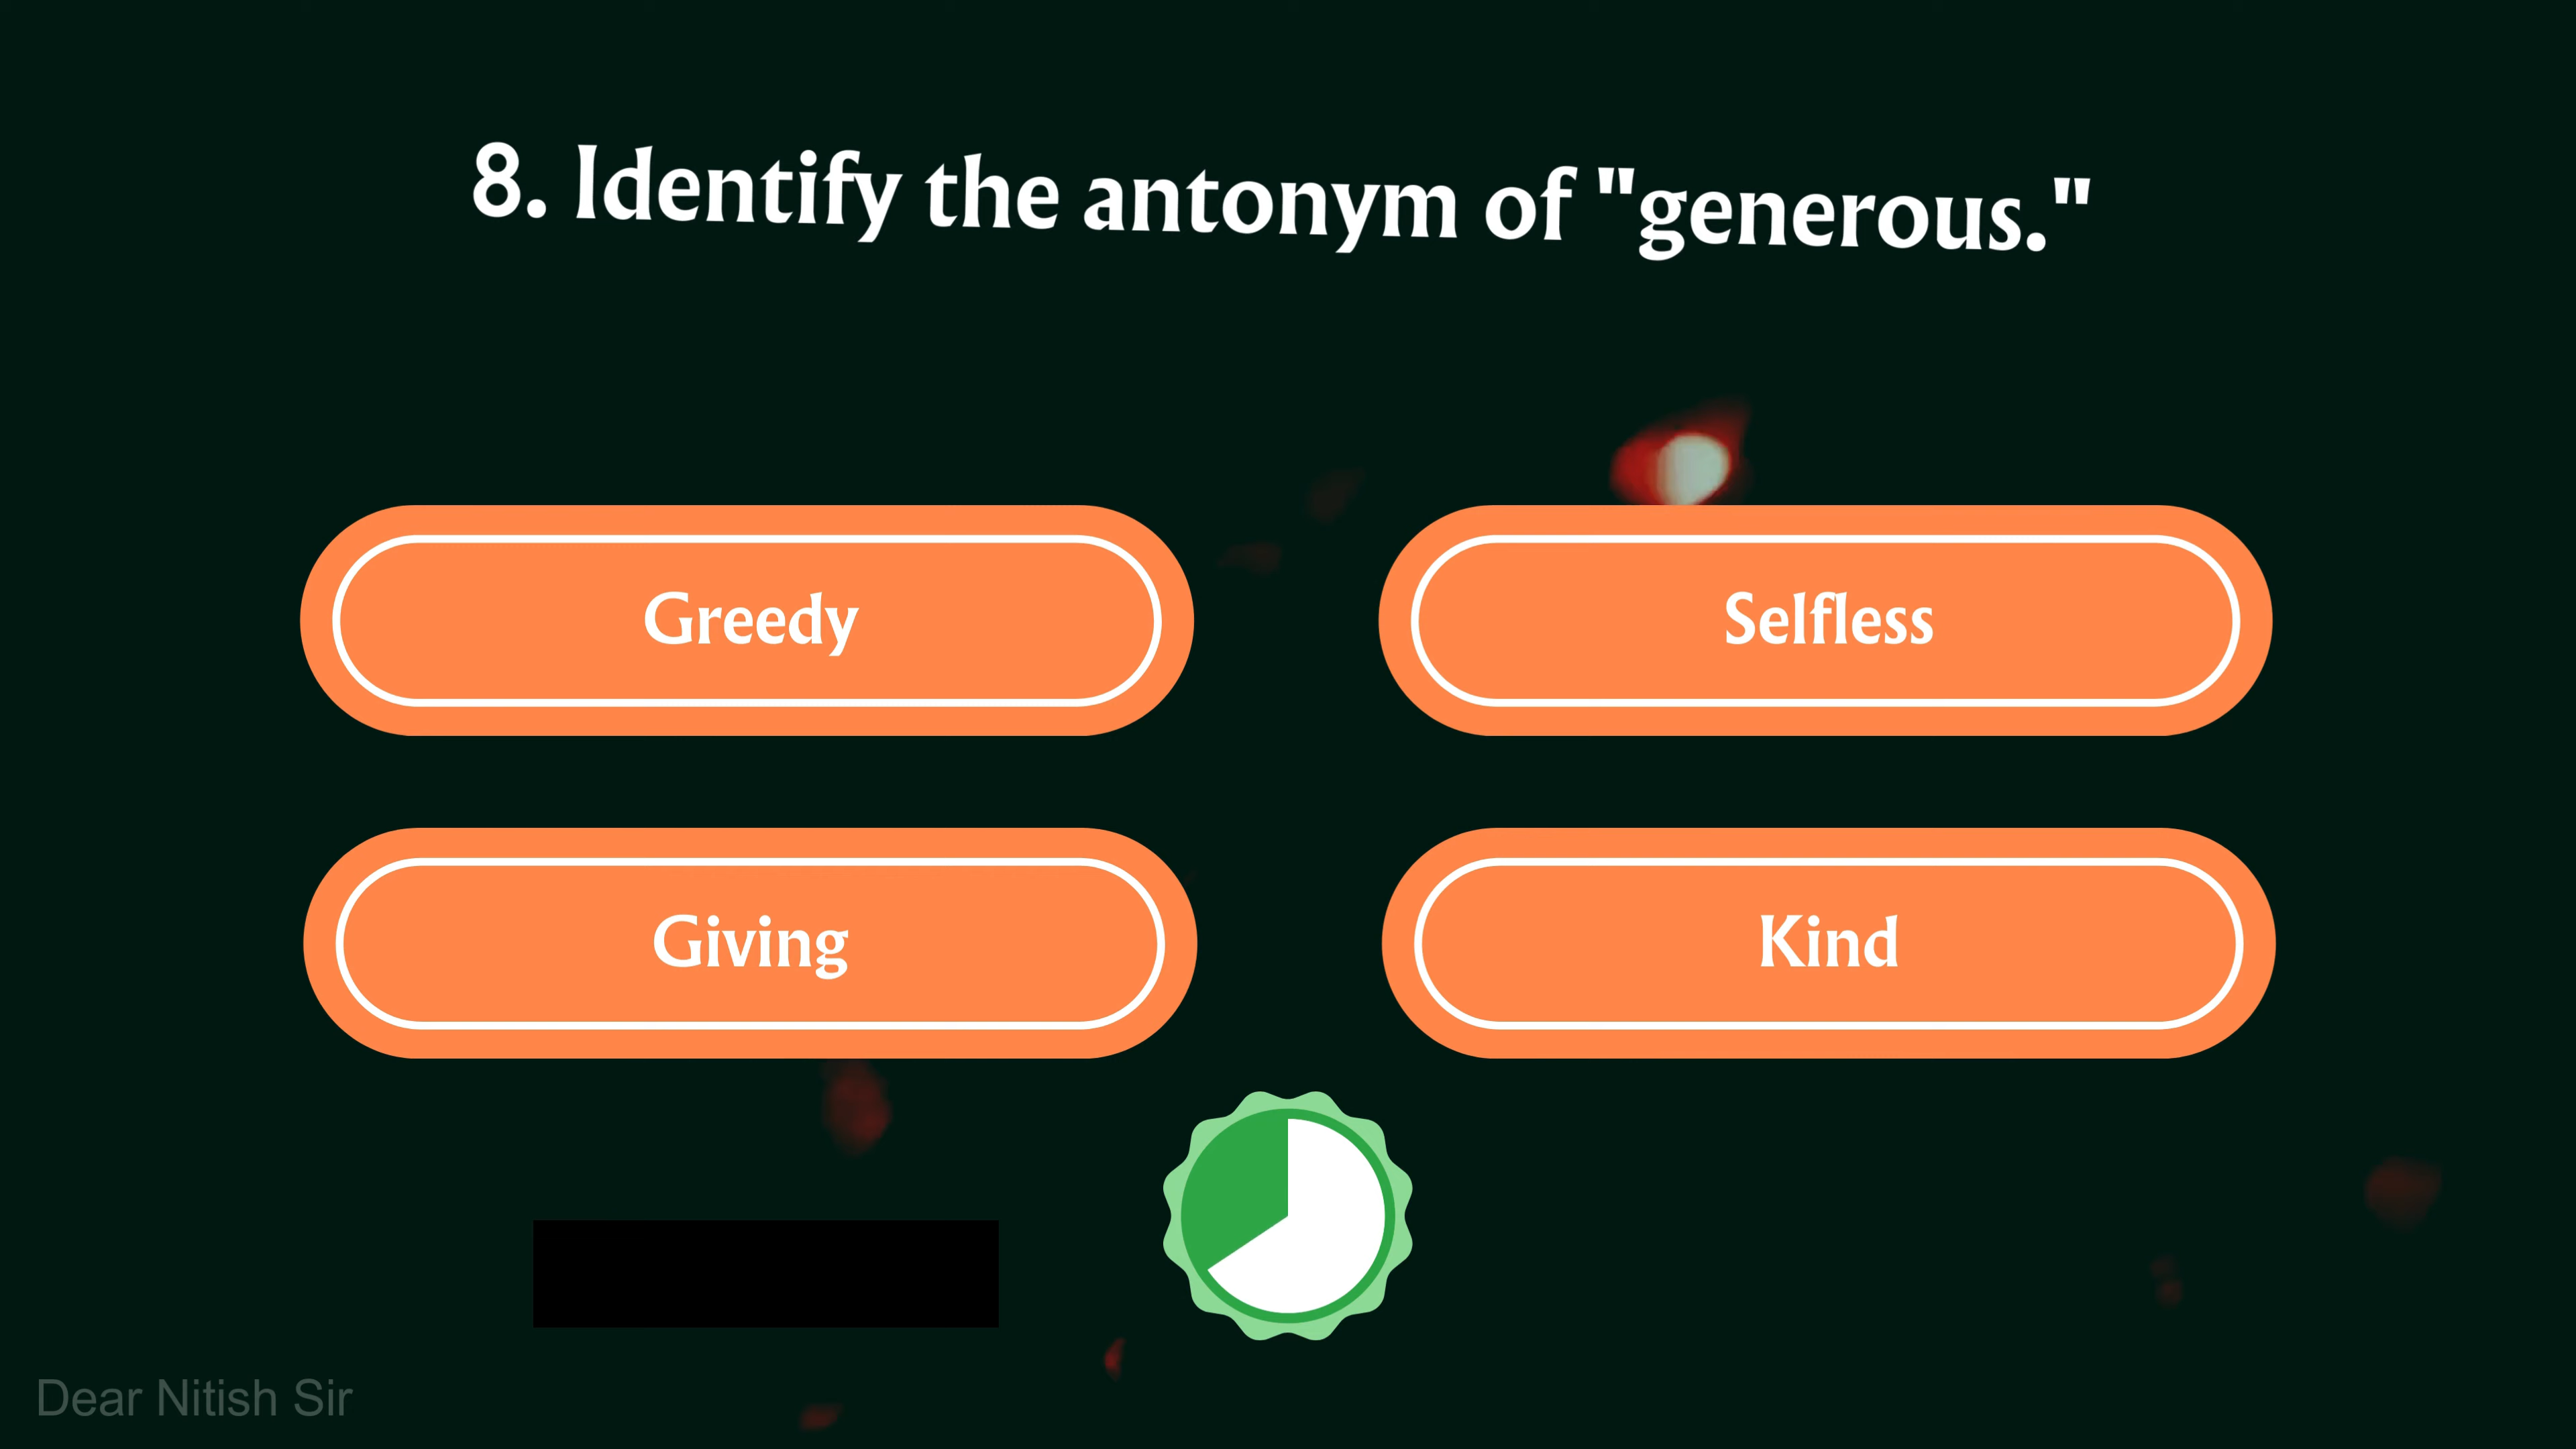 8. Identify the antonym of "generous."
Greedy
Selfless
Giving
Kind
Dear Nitish Sir